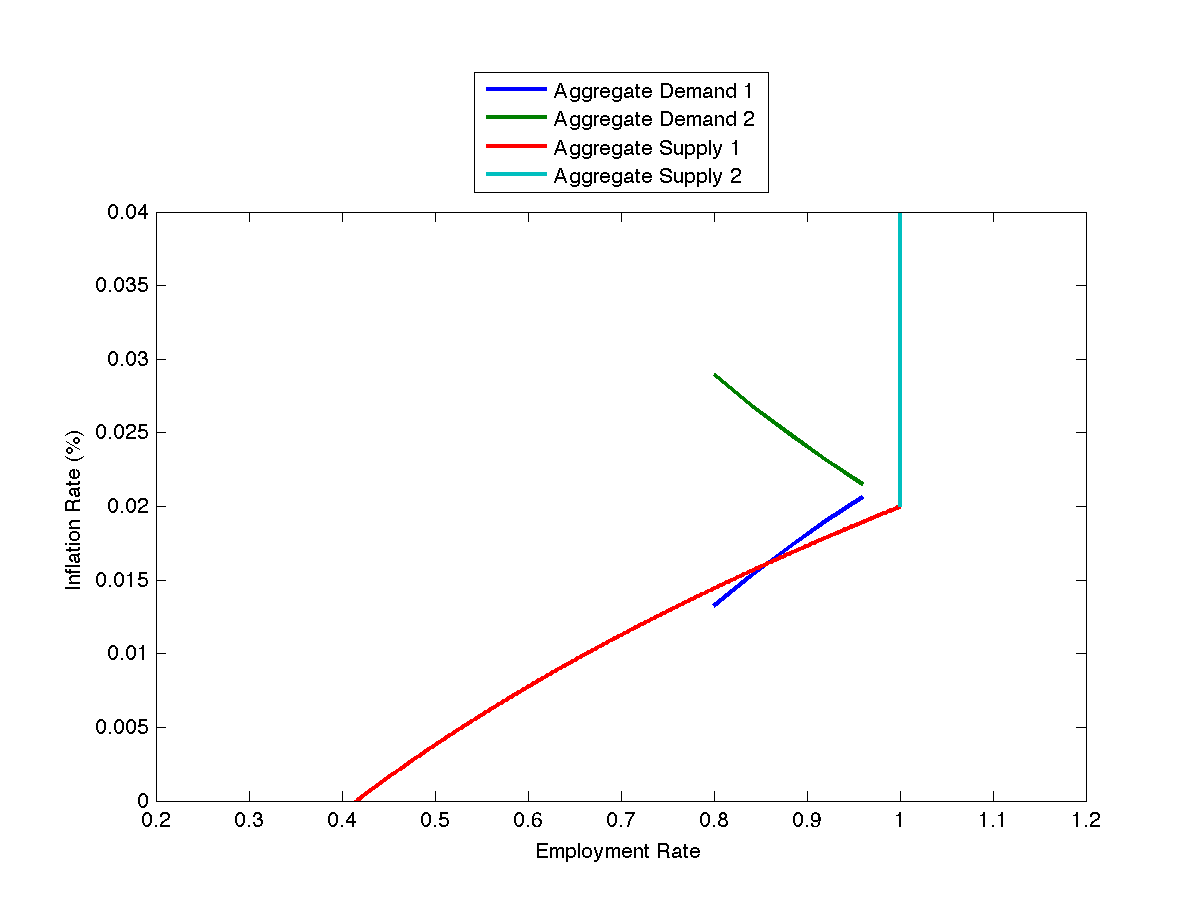 Aggregate Demand 1
Aggregate Demand 2
Aggregate Supply 1
Aggregate Supply 2
0.04
0.035
0.03
0.025
0.02
0.015
0.01
0.005
0
Inflation Rate (%)
0.2 0.3 0.4 0.5 0.6 0.7 0.8 0.9 1 1.1 1.2
Employment Rate